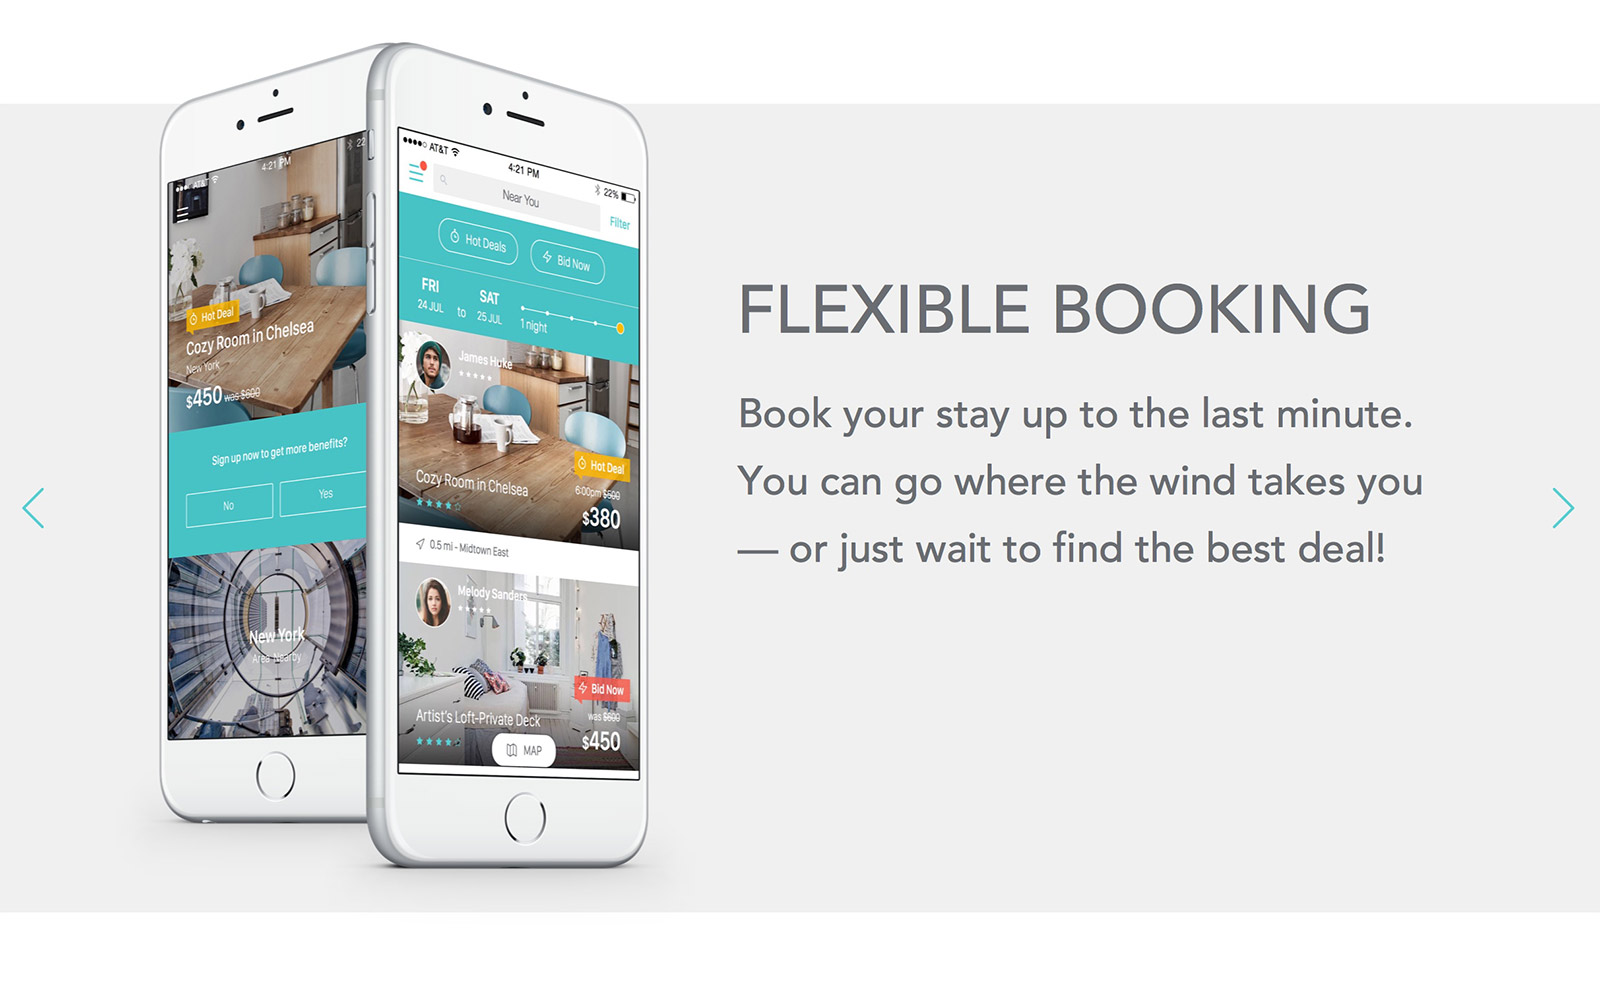 AT&T
4:21 PM
22
Hot Deal
Cozy Room in Chelsea
New York
$450 was $600
Sign up now to get more benefits?
No
Yes
New York
Area Nearby
AT&T
4:21 PM
22%
Near You
Filter
Hot Deals
Bid Now
FRI
24 JUL
to
SAT
25 JUL
1 night
James Huke
Hot Deal
Cozy Room in Chelsea
6:00pm $500
$380
0.5 mi - Midtown East
Melody Sanders
Bid Now
Artist's Loft-Private Deck
was $600
$450
MAP
FLEXIBLE BOOKING
Book your stay up to the last minute.
You can go where the wind takes you
— or just wait to find the best deal!